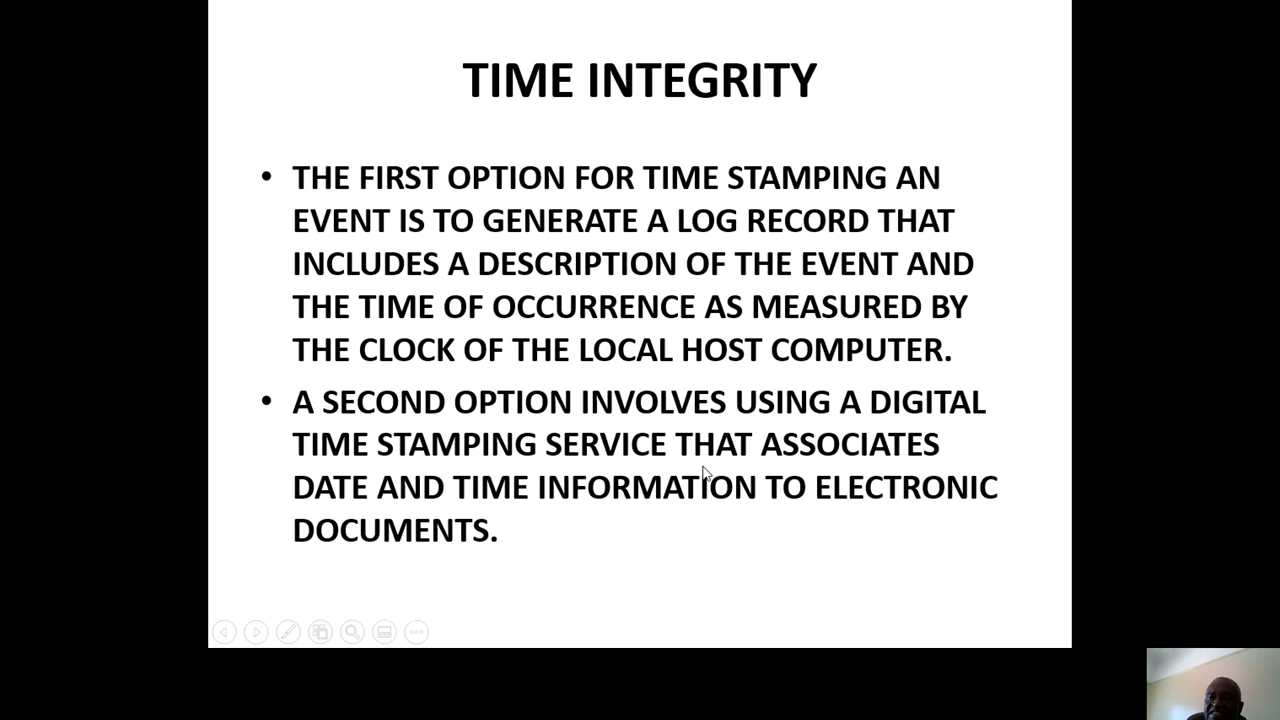 TIME INTEGRITY
• THE FIRST OPTION FOR TIME STAMPING AN
EVENT IS TO GENERATE A LOG RECORD THAT
INCLUDES A DESCRIPTION OF THE EVENT AND
THE TIME OF OCCURRENCE AS MEASURED BY
THE CLOCK OF THE LOCAL HOST COMPUTER.
• A SECOND OPTION INVOLVES USING A DIGITAL
TIME STAMPING SERVICE THAT ASSOCIATES
DATE AND TIME INFORMATION TO ELECTRONIC
DOCUMENTS.